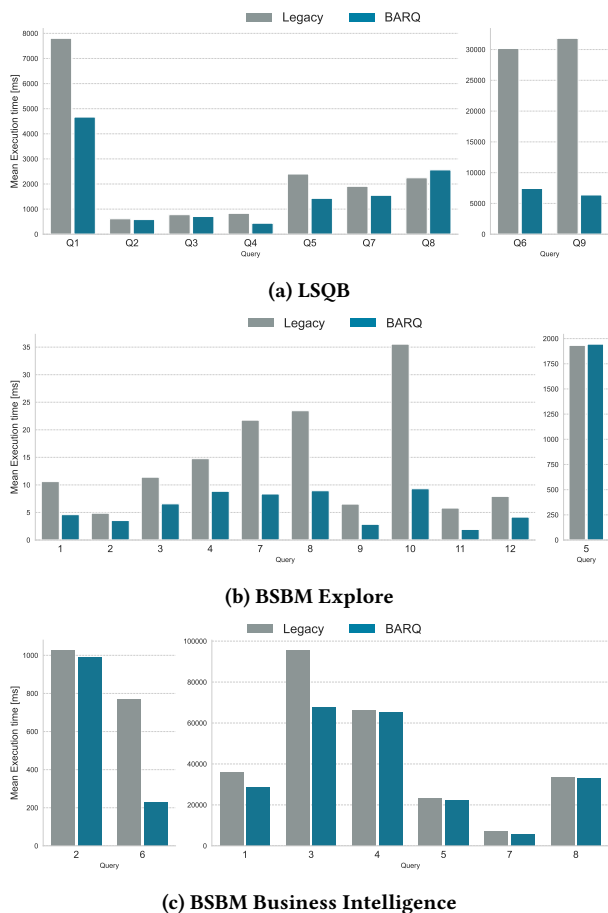 Legacy BARQ
Mean Execution time [ms]
8000
7000
6000
5000
4000
3000
2000
1000
0
Q1 Q2 Q3 Q4 Q5 Q7 Q8
Query
30000
25000
20000
15000
10000
5000
0
Q6 Q9
Query
(a) LSQB
Legacy BARQ
Mean Execution time [ms]
35
30
25
20
15
10
5
0
1 2 3 4 7 8 9 10 11 12
Query
2000
1750
1500
1250
1000
750
500
250
0
5
Query
(b) BSBM Explore
Legacy BARQ
Mean Execution time [ms]
1000
800
600
400
200
0
2 6
Query
100000
80000
60000
40000
20000
0
1 3 4 5 7 8
Query
(c) BSBM Business Intelligence